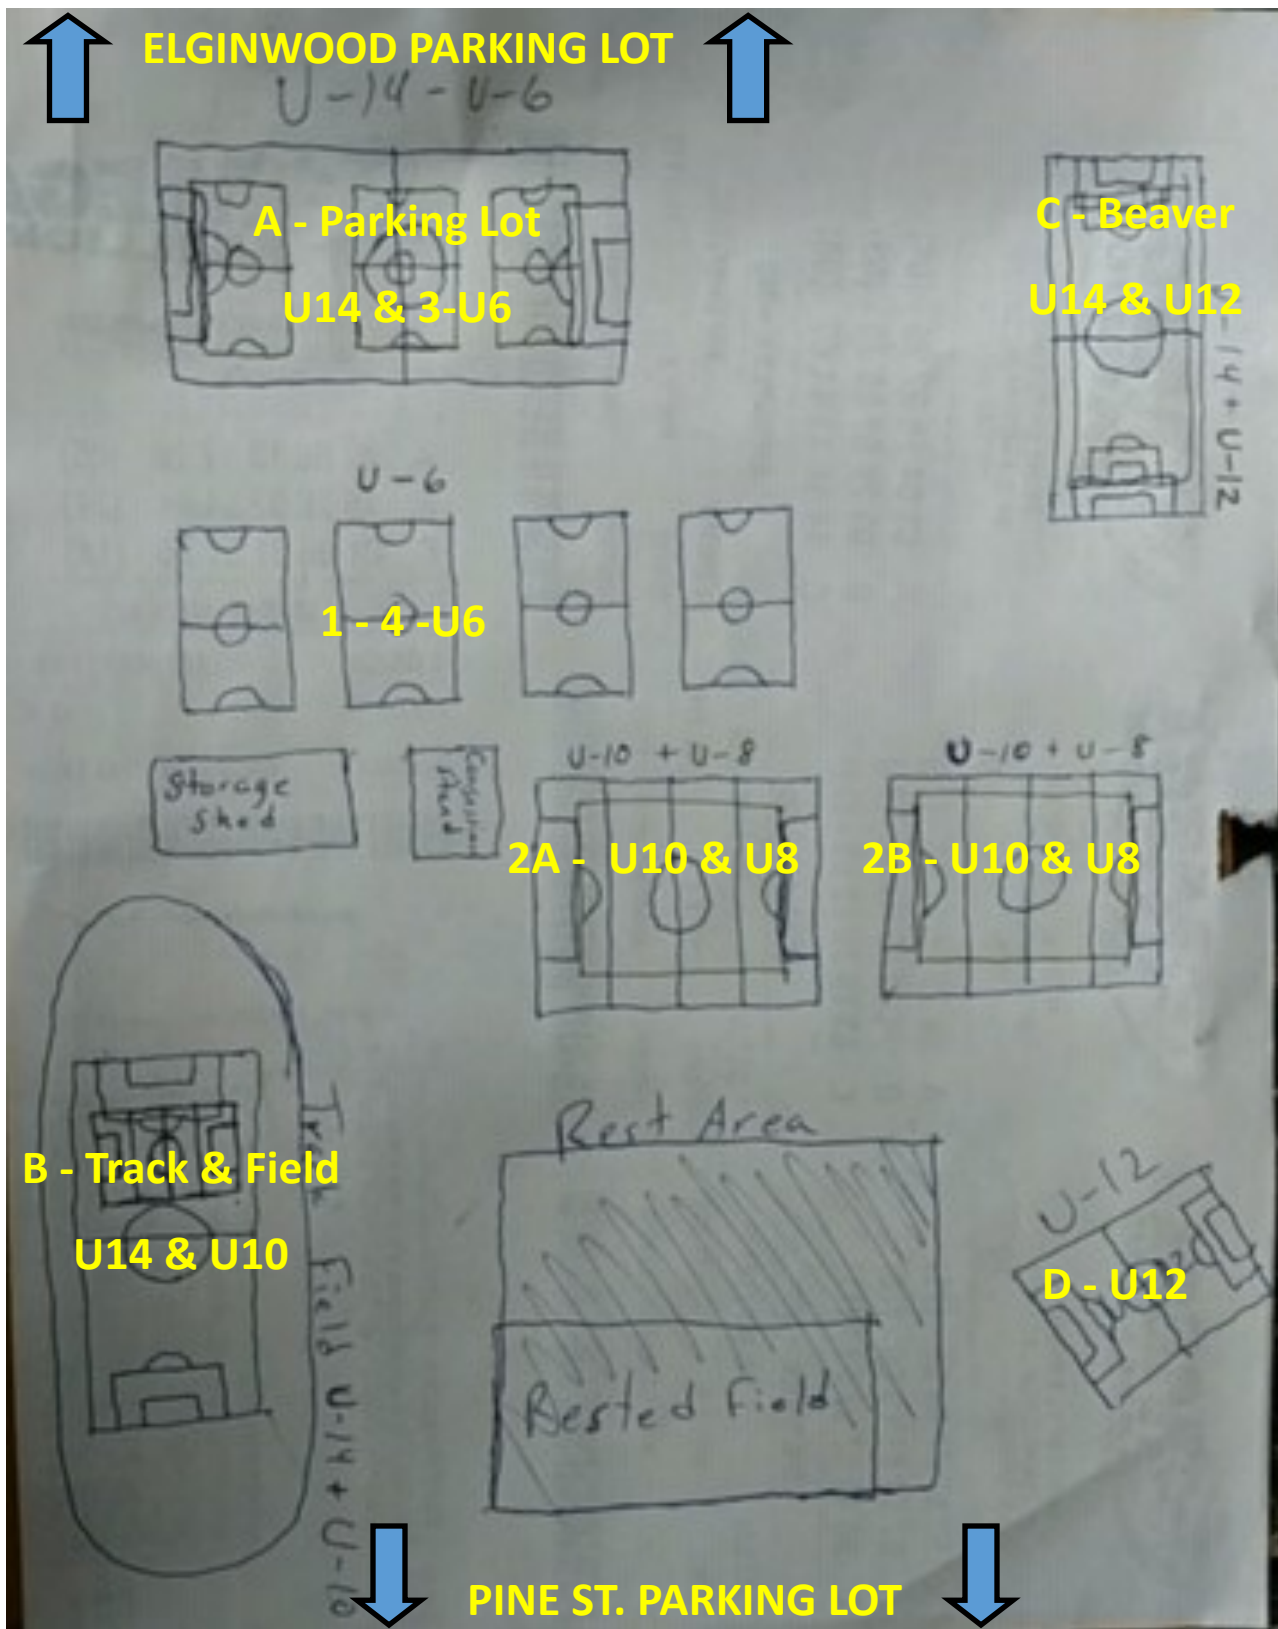 ELGINWOOD PARKING LOT
U-14-U-6
A - Parking Lot
U14 & 3-U6
C - Beaver
U14 & U12
14 + U-12
U-6
1 - 4 -U6
Storage
Shed
Stand
U-10 + U-8
2A - U10 & U8
U-10 + U-8
2B - U10 & U8
B - Track & Field
U14 & U10
Field U-14 + U-10
Rest Area
Rested Field
U-12
D - U12
PINE ST. PARKING LOT